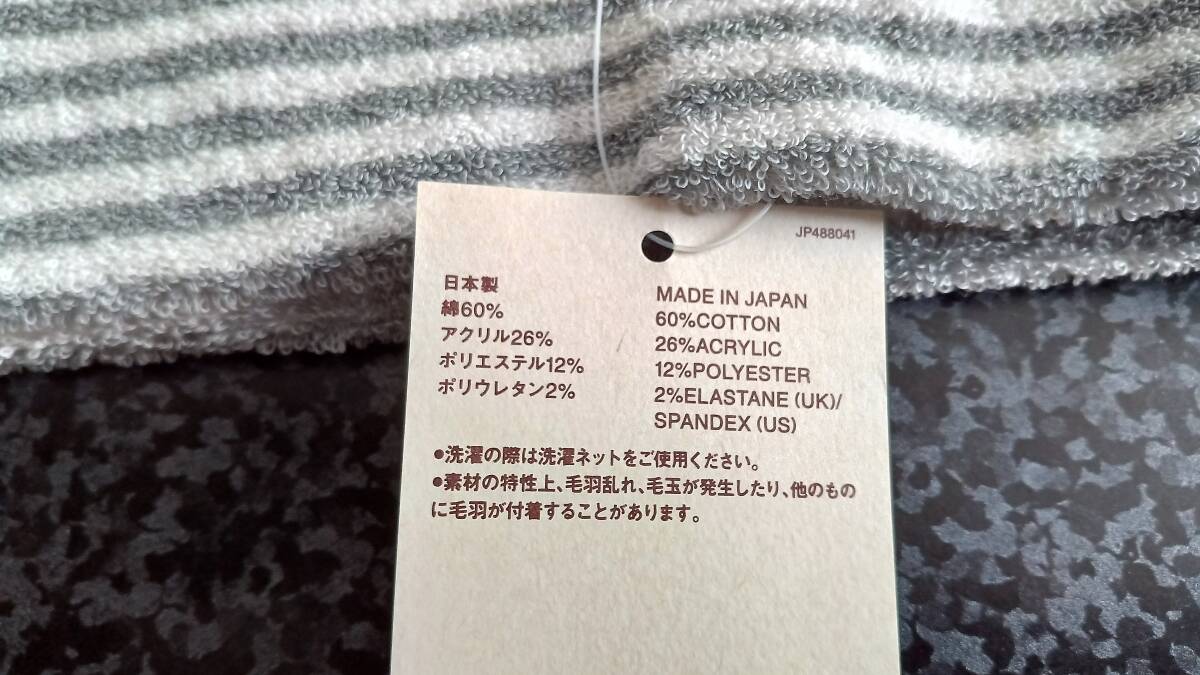 JP488041
日本製
綿60%
アクリル26%
ポリエステル12%
ポリウレタン2%
MADE IN JAPAN
60%COTTON
26%ACRYLIC
12%POLYESTER
2%ELASTANE (UK)/
SPANDEX (US)
●洗濯の際は洗濯ネットをご使用ください。
●素材の特性上、毛羽乱れ、毛玉が発生したり、他のもの
に毛羽が付着することがあります。